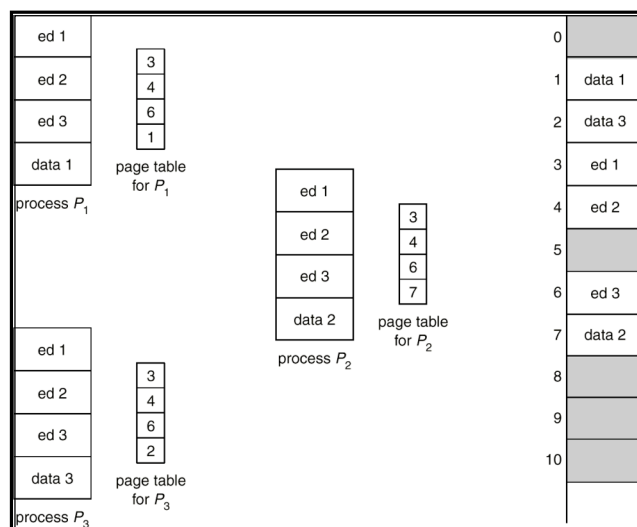 ed 1
ed 2
ed 3
data 1
process P1
3
4
6
1
page table
for P1
ed 1
ed 2
ed 3
data 2
process P2
3
4
6
7
page table
for P2
ed 1
ed 2
ed 3
data 3
process P3
3
4
6
2
page table
for P3
0
1 data 1
2 data 3
3 ed 1
4 ed 2
5
6 ed 3
7 data 2
8
9
10